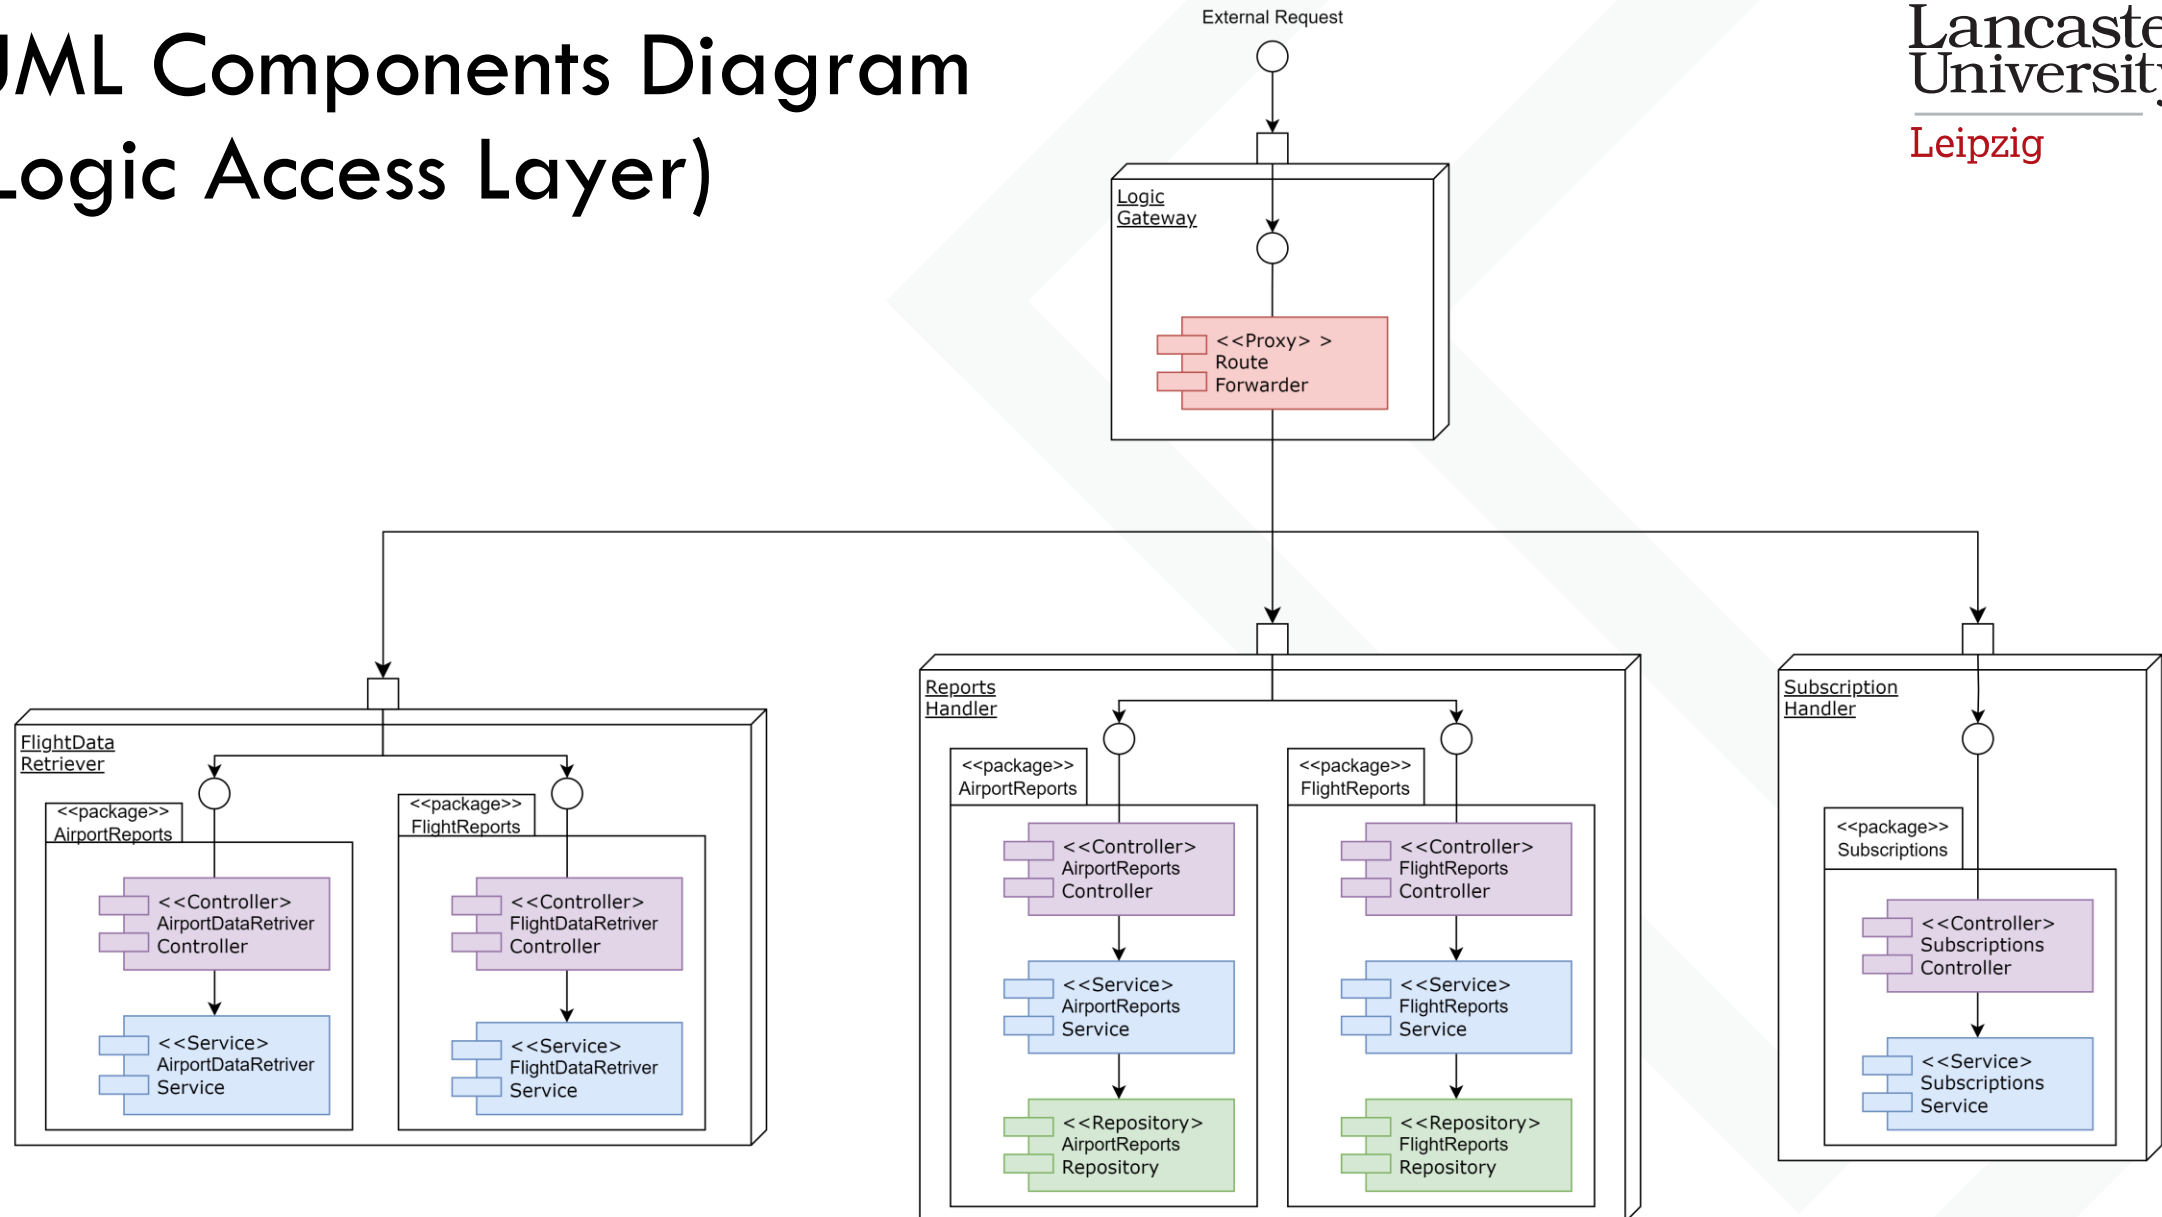 UML Components Diagram
Logic Access Layer)
Lancaste
University
Leipzig
External Request
Logic
Gateway
<<Proxy> >
Route
Forwarder
FlightData
Retriever
<<package>>
AirportReports
<<Controller>
AirportDataRetriver
Controller
<<Service>
AirportDataRetriver
Service
<<package>>
FlightReports
<<Controller>
FlightDataRetriver
Controller
<<Service>
FlightDataRetriver
Service
Reports
Handler
<<package>>
AirportReports
<<Controller>
AirportReports
Controller
<<Service>
AirportReports
Service
<<Repository>
AirportReports
Repository
<<package>>
FlightReports
<<Controller>
FlightReports
Controller
<<Service>
FlightReports
Service
<<Repository>
FlightReports
Repository
Subscription
Handler
<<package>>
Subscriptions
<<Controller>
Subscriptions
Controller
<<Service>
Subscriptions
Service